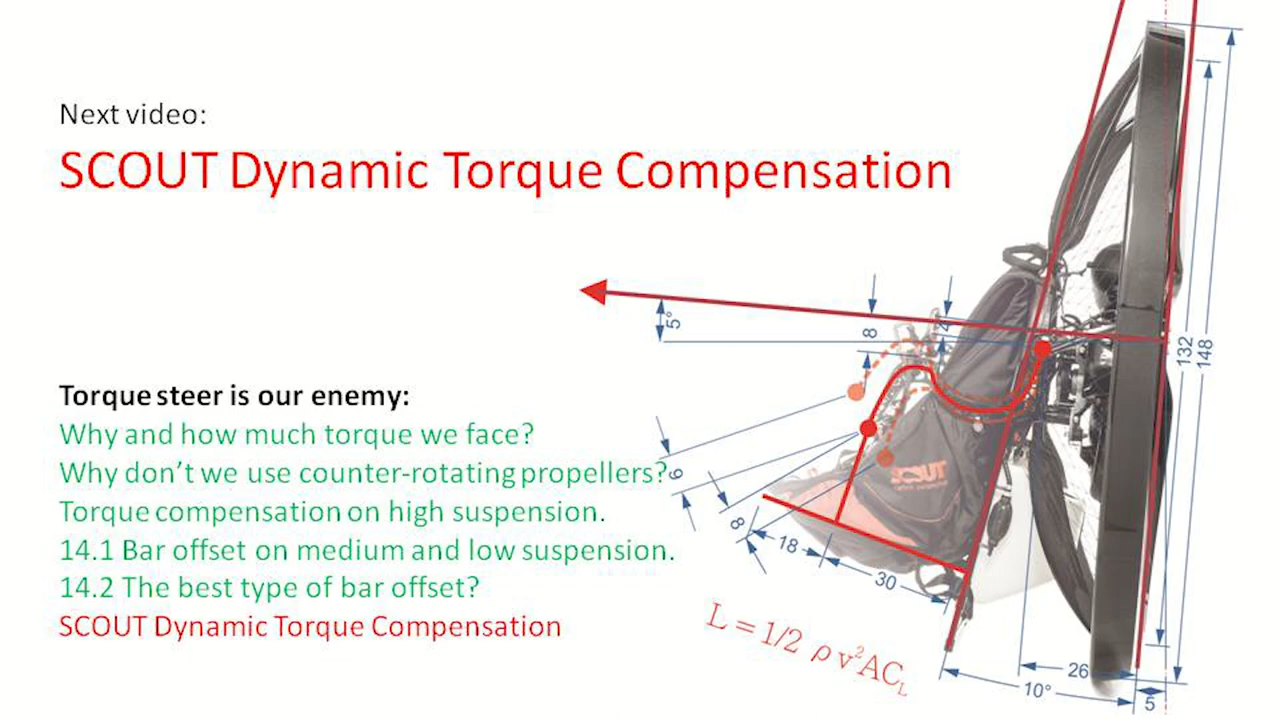 Next video:
SCOUT Dynamic Torque Compensation
Torque steer is our enemy:
Why and how much torque we face?
Why don't we use counter-rotating propellers?
Torque compensation on high suspension.
14.1 Bar offset on medium and low suspension.
14.2 The best type of bar offset?
SCOUT Dynamic Torque Compensation
5°
8
4
132
148
6
8
18
30
SCOUT
L = 1/2 ρ v²AC_L
26
10°
5